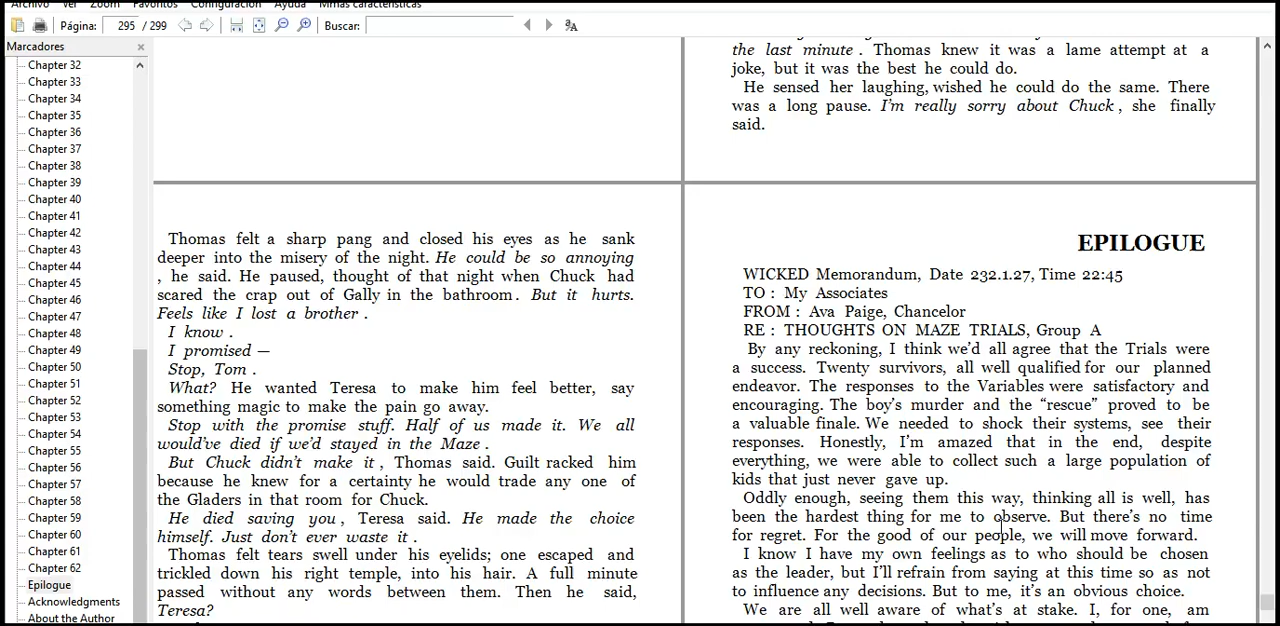 Archivo Ver Zoom Favoritos Configuración Ayuda Mimas características
Página: 295 / 299 Buscar:
Marcadores
Chapter 32
Chapter 33
Chapter 34
Chapter 35
Chapter 36
Chapter 37
Chapter 38
Chapter 39
Chapter 40
Chapter 41
Chapter 42
Chapter 43
Chapter 44
Chapter 45
Chapter 46
Chapter 47
Chapter 48
Chapter 49
Chapter 50
Chapter 51
Chapter 52
Chapter 53
Chapter 54
Chapter 55
Chapter 56
Chapter 57
Chapter 58
Chapter 59
Chapter 60
Chapter 61
Chapter 62
Epilogue
Acknowledgments
About the Author
the last minute . Thomas knew it was a lame attempt at a
joke, but it was the best he could do.
He sensed her laughing, wished he could do the same. There
was a long pause. I'm really sorry about Chuck , she finally
said.
Thomas felt a sharp pang and closed his eyes as he sank
deeper into the misery of the night. He could be so annoying
, he said. He paused, thought of that night when Chuck had
scared the crap out of Gally in the bathroom. But it hurts.
Feels like I lost a brother .
I know .
I promised —
Stop, Tom .
What? He wanted Teresa to make him feel better, say
something magic to make the pain go away.
Stop with the promise stuff. Half of us made it. We all
would've died if we'd stayed in the Maze .
But Chuck didn't make it , Thomas said. Guilt racked him
because he knew for a certainty he would trade any one of
the Gladers in that room for Chuck.
He died saving you , Teresa said. He made the choice
himself. Just don't ever waste it .
Thomas felt tears swell under his eyelids; one escaped and
trickled down his right temple, into his hair. A full minute
passed without any words between them. Then he said,
Teresa?
EPILOGUE
WICKED Memorandum, Date 232.1.27, Time 22:45
TO : My Associates
FROM : Ava Paige, Chancelor
RE : THOUGHTS ON MAZE TRIALS, Group A
By any reckoning, I think we'd all agree that the Trials were
a success. Twenty survivors, all well qualified for our planned
endeavor. The responses to the Variables were satisfactory and
encouraging. The boy's murder and the “rescue” proved to be
a valuable finale. We needed to shock their systems, see their
responses. Honestly, I'm amazed that in the end, despite
everything, we were able to collect such a large population of
kids that just never gave up.
Oddly enough, seeing them this way, thinking all is well, has
been the hardest thing for me to observe. But there's no time
for regret. For the good of our people, we will move forward.
I know I have my own feelings as to who should be chosen
as the leader, but I'll refrain from saying at this time so as not
to influence any decisions. But to me, it's an obvious choice.
We are all well aware of what's at stake. I, for one, am